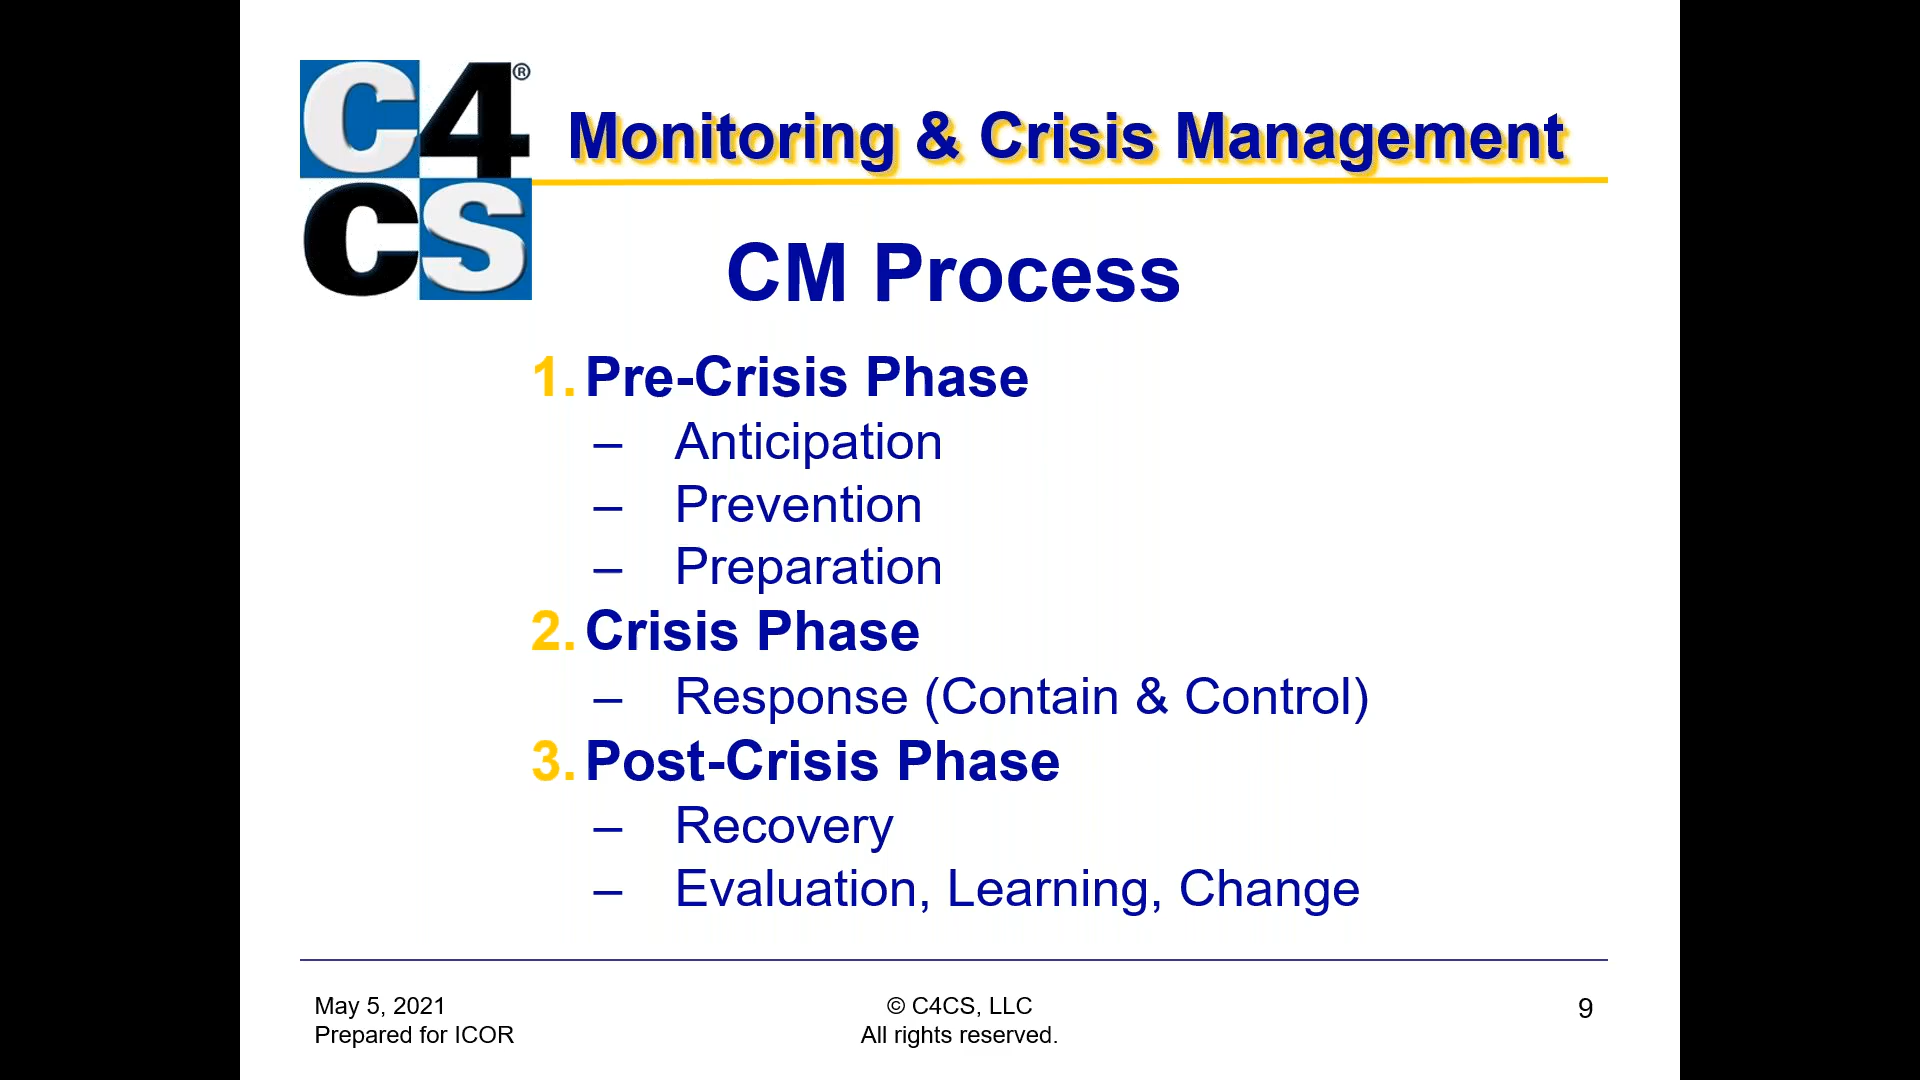 C4®
CS
Monitoring & Crisis Management
CM Process
1. Pre-Crisis Phase
– Anticipation
– Prevention
– Preparation
2. Crisis Phase
– Response (Contain & Control)
3. Post-Crisis Phase
– Recovery
– Evaluation, Learning, Change
May 5, 2021
Prepared for ICOR
© C4CS, LLC
All rights reserved.
9